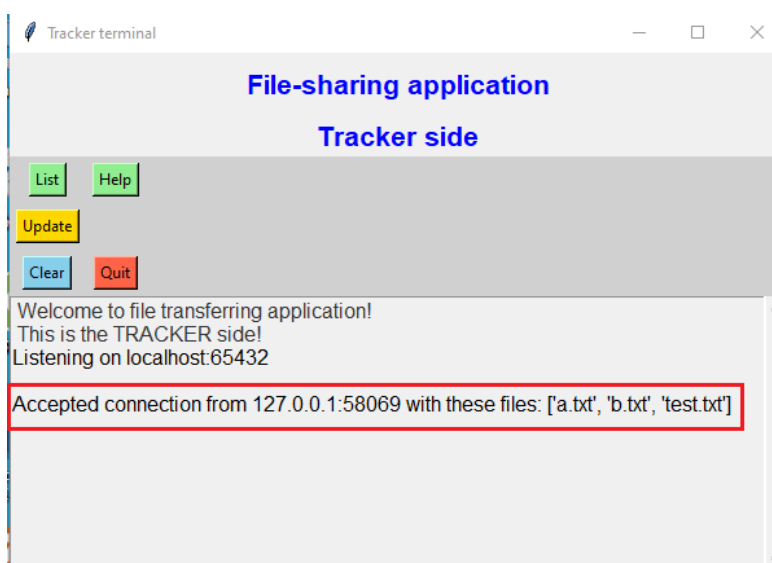 Tracker terminal
File-sharing application
Tracker side
List Help
Update
Clear Quit
Welcome to file transferring application!
This is the TRACKER side!
Listening on localhost:65432
Accepted connection from 127.0.0.1:58069 with these files: ['a.txt', 'b.txt', 'test.txt']